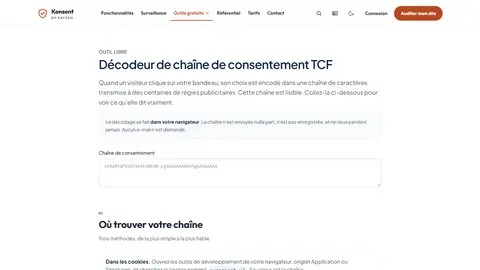 Konsent
BY KAYZEN
Fonctionnalités Surveillance Outils gratuits Référentiel Tarifs Contact
Connexion
Auditer mon site
OUTIL LIBRE
Décodeur de chaîne de consentement TCF
Quand un visiteur clique sur votre bandeau, son choix est encodé dans une chaîne de caractères
transmise à des centaines de régies publicitaires. Cette chaîne est lisible. Collez-la ci-dessous pour
voir ce qu'elle dit vraiment.
Le décodage se fait dans votre navigateur. La chaîne n'est envoyée nulle part, n'est pas enregistrée, et ne nous parvient
jamais. Aucun e-mail n'est demandé.
Chaîne de consentement
01
Où trouver votre chaîne
Trois méthodes, de la plus simple à la plus fiable
Dans les cookies. Ouvrez les outils de développement de votre navigateur, onglet Application ou